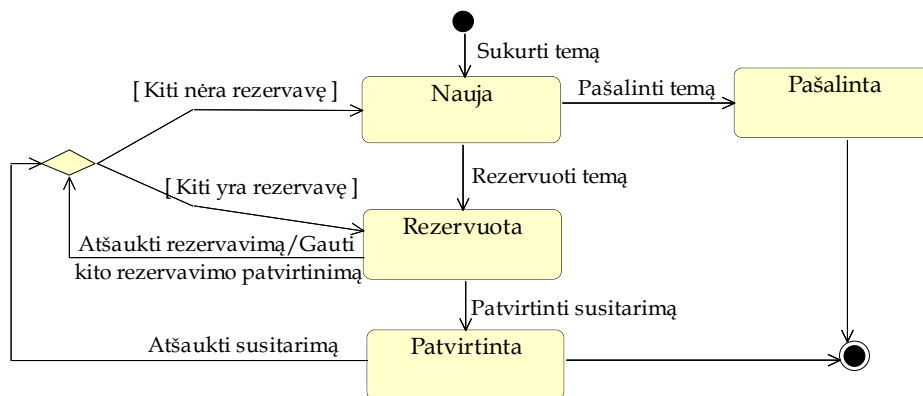 Sukurti temą
[ Kiti nėra rezervavę ]
Nauja
Pašalinti temą
Pašalinta
[ Kiti yra rezervavę ]
Rezervuoti temą
Rezervuota
Atšaukti rezervavimą/Gauti
kito rezervavimo patvirtinimą
Patvirtinti susitarimą
Atšaukti susitarimą
Patvirtinta